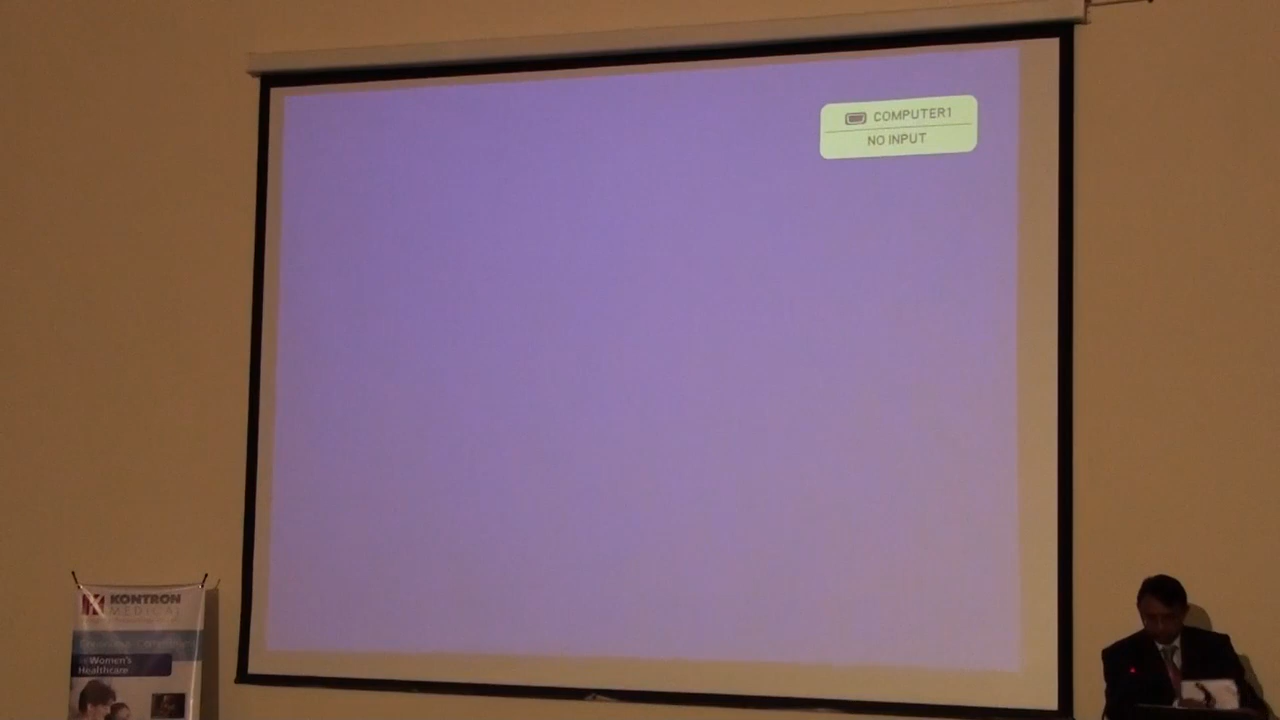 COMPUTER1
NO INPUT
KONTRON
MEDICAL
Women's
Healthcare